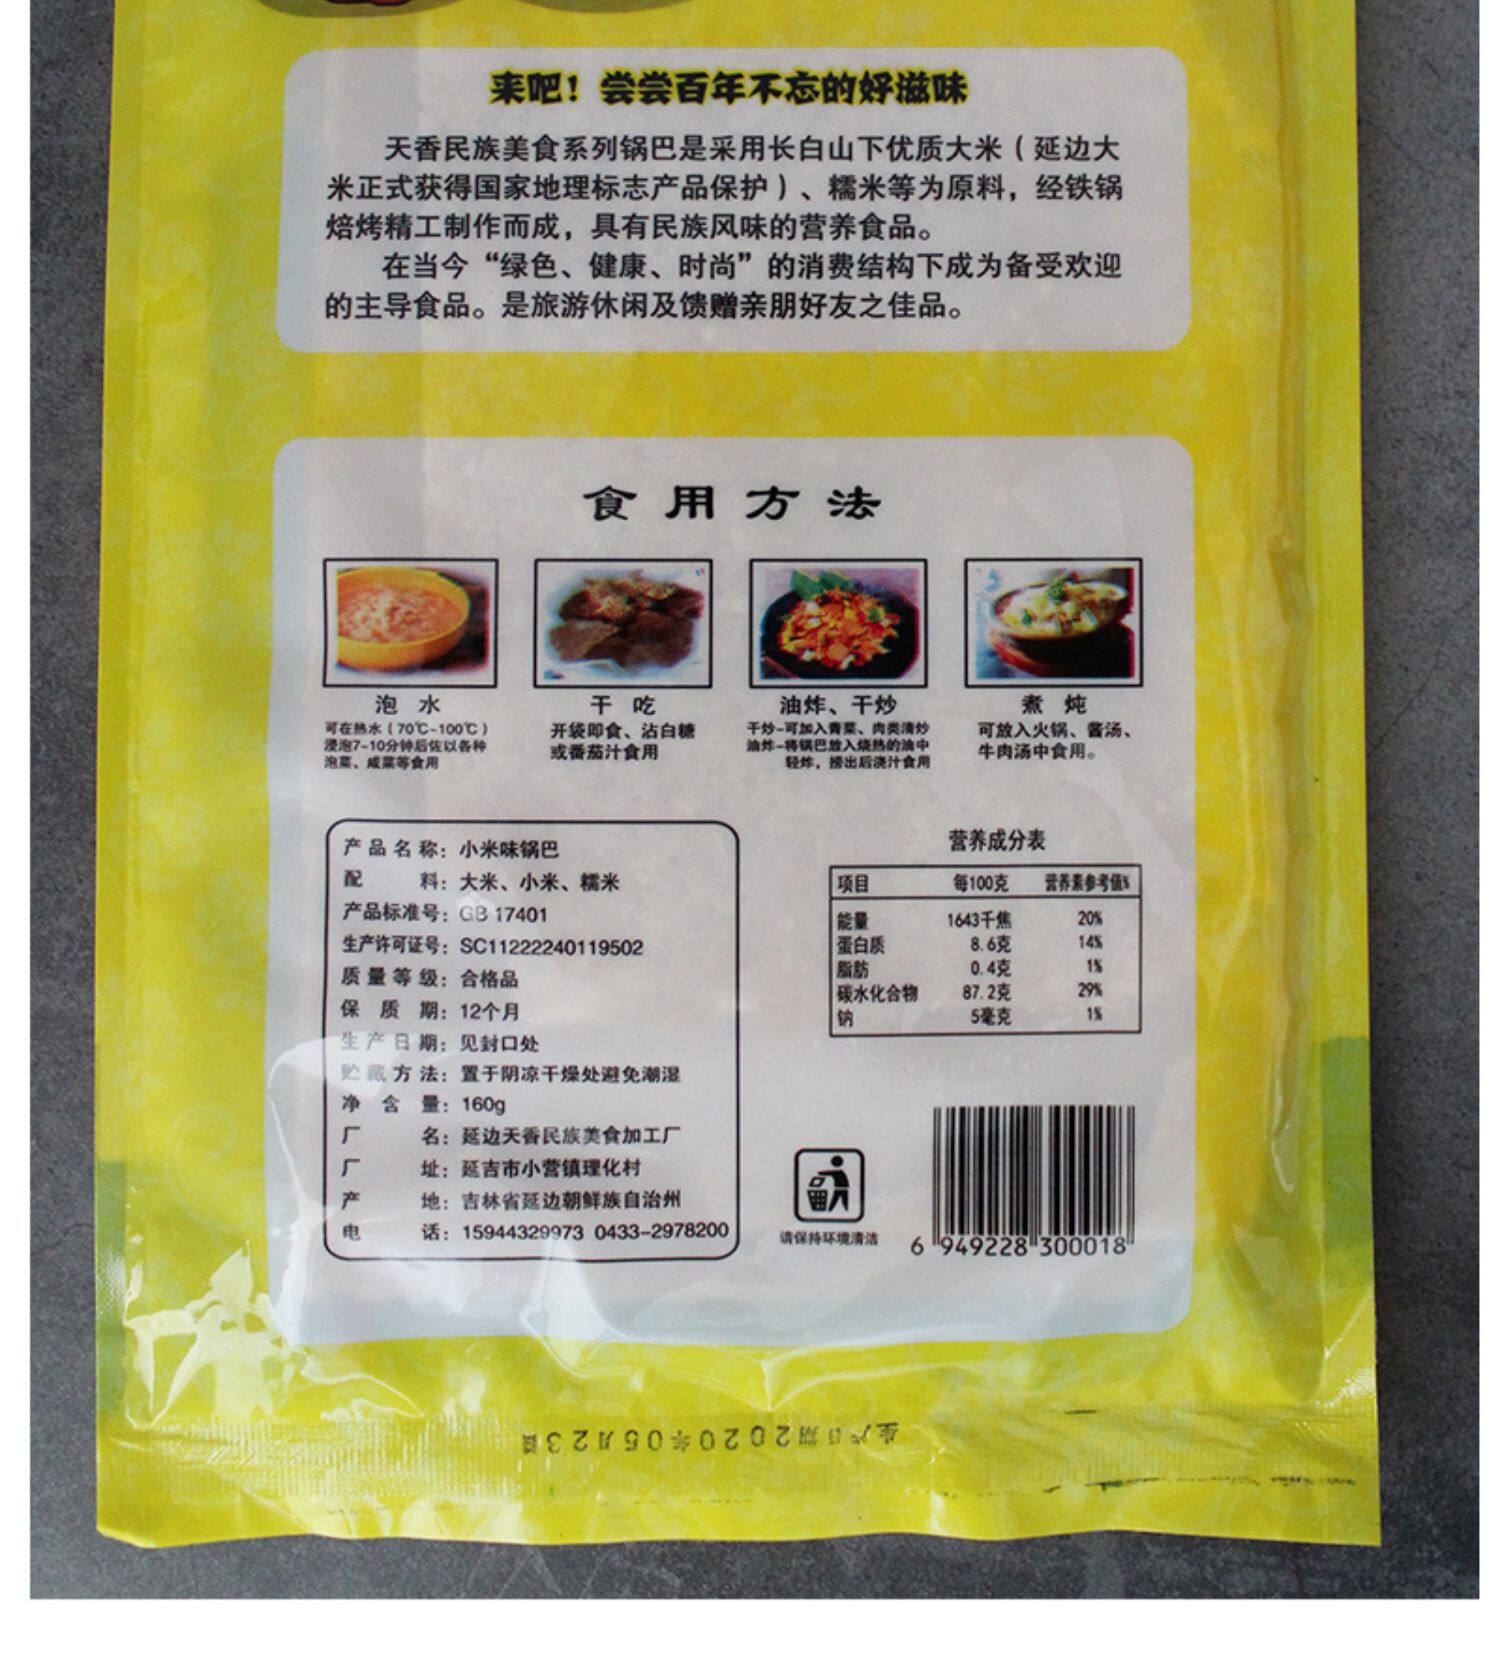 来吧！尝尝百年不忘的好滋味
天香民族美食系列锅巴是采用长白山下优质大米（延边大
米正式获得国家地理标志产品保护）、糯米等为原料，经铁锅
焙烤精工制作而成，具有民族风味的营养食品。
在当今“绿色、健康、时尚”的消费结构下成为备受欢迎
的主导食品。是旅游休闲及馈赠亲朋好友之佳品。
食用方法
泡水
可在热水（70℃-100℃）
浸泡7-10分钟后佐以各种
泡菜、咸菜等食用
干吃
开袋即食、沾白糖
或番茄汁食用
油炸、干炒
干炒-可加入青菜、肉类清炒
油炸-将锅巴放入烧热的油中
轻炸，捞出后浇汁食用
煮炖
可放入火锅、酱汤、
牛肉汤中食用。
产品名称：小米味锅巴
配料：大米、小米、糯米
产品标准号：GB 17401
生产许可证号：SC11222240119502
质量等级：合格品
保质期：12个月
生产日期：见封口处
贮藏方法：置于阴凉干燥处避免潮湿
净含量：160g
厂名：延边天香民族美食加工厂
厂址：延吉市小营镇理化村
产地：吉林省延边朝鲜族自治州
电话：15944329973 0433-2978200
营养成分表
项目 每100克 营养素参考值%
能量 1643千焦 20%
蛋白质 8.6克 14%
脂肪 0.4克 1%
碳水化合物 87.2克 29%
钠 5毫克 1%
请保持环境清洁
6 949228 300018
生产日期2020年05月23日